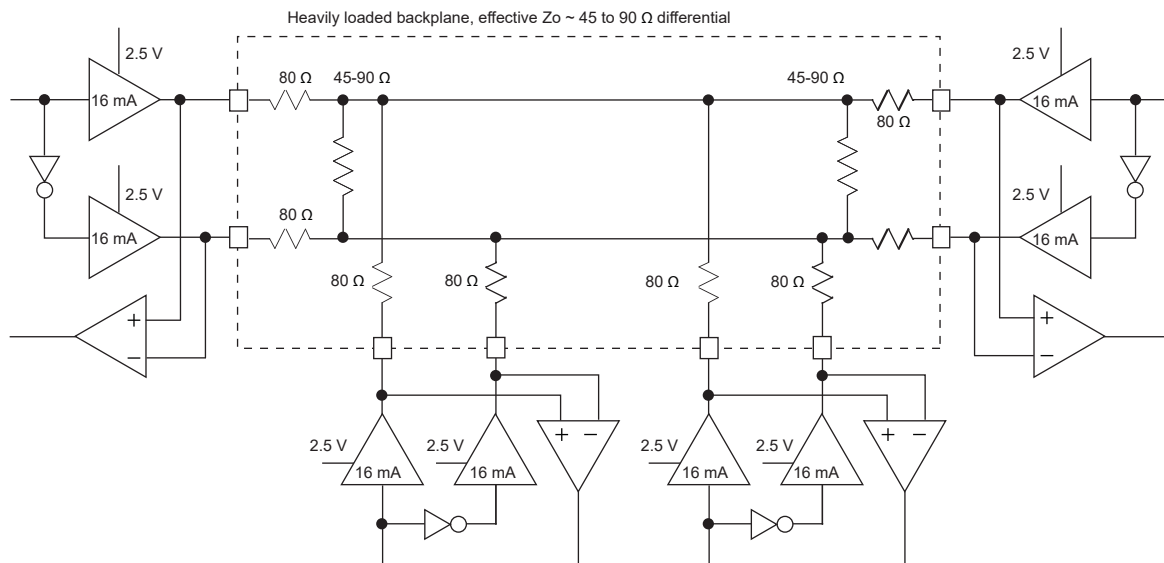 Heavily loaded backplane, effective Zo ~ 45 to 90 Ω differential
2.5 V
16 mA
80 Ω
45-90 Ω
45-90 Ω
80 Ω
2.5 V
16 mA
2.5 V
16 mA
80 Ω
2.5 V
16 mA
80 Ω
80 Ω
80 Ω
80 Ω
+
−
+
−
2.5 V
16 mA
2.5 V
16 mA
+ −
2.5 V
16 mA
2.5 V
16 mA
+ −